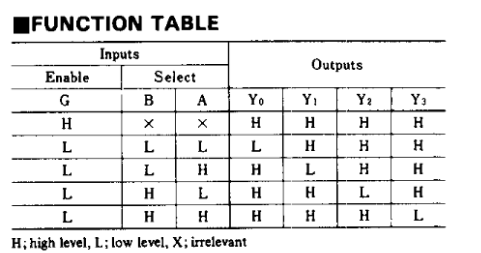 ■FUNCTION TABLE
Inputs Outputs
Enable Select
G B A Y₀ Y₁ Y₂ Y₃
H × × H H H H
L L L L H H H
L L H H L H H
L H L H H L H
L H H H H H L
H; high level, L; low level, X; irrelevant